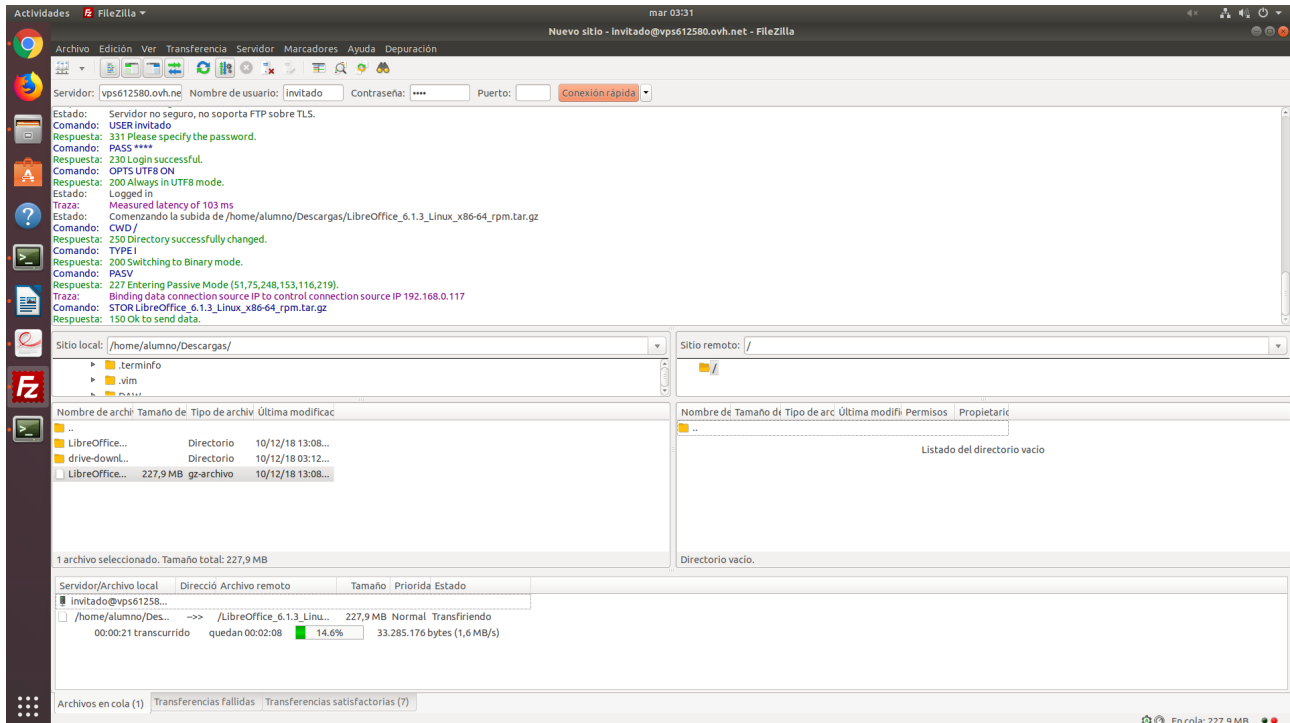 Actividades FileZilla mar 03:31
Nuevo sitio - invitado@vps612580.ovh.net - FileZilla
Archivo Edición Ver Transferencia Servidor Marcadores Ayuda Depuración
Servidor: vps612580.ovh.ne Nombre de usuario: invitado Contraseña: •••• Puerto: Conexión rápida
Estado: Servidor no seguro, no soporta FTP sobre TLS.
Comando: USER invitado
Respuesta: 331 Please specify the password.
Comando: PASS ****
Respuesta: 230 Login successful.
Comando: OPTS UTF8 ON
Respuesta: 200 Always in UTF8 mode.
Estado: Logged in
Traza: Measured latency of 103 ms
Estado: Comenzando la subida de /home/alumno/Descargas/LibreOffice_6.1.3_Linux_x86-64_rpm.tar.gz
Comando: CWD /
Respuesta: 250 Directory successfully changed.
Comando: TYPE I
Respuesta: 200 Switching to Binary mode.
Comando: PASV
Respuesta: 227 Entering Passive Mode (51,75,248,153,116,219).
Traza: Binding data connection source IP to control connection source IP 192.168.0.117
Comando: STOR LibreOffice_6.1.3_Linux_x86-64_rpm.tar.gz
Respuesta: 150 Ok to send data.
Sitio local: /home/alumno/Descargas/
.terminfo
.vim
Nombre de archiv Tamaño de Tipo de archiv Última modificac
..
LibreOffice... Directorio 10/12/18 13:08...
drive-downl... Directorio 10/12/18 03:12...
LibreOffice... 227,9 MB gz-archivo 10/12/18 13:08...
1 archivo seleccionado. Tamaño total: 227,9 MB
Sitio remoto: /
/
Nombre de Tamaño de Tipo de arc Última modifi Permisos Propietaric
..
Listado del directorio vacío
Directorio vacío.
Servidor/Archivo local Direcció Archivo remoto Tamaño Priorida Estado
invitado@vps61258...
/home/alumno/Des... -->> /LibreOffice_6.1.3_Linu... 227,9 MB Normal Transfiriendo
00:00:21 transcurrido quedan 00:02:08 14.6% 33.285.176 bytes (1,6 MB/s)
Archivos en cola (1) Transferencias fallidas Transferencias satisfactorias (7)
En cola: 227,9 MB